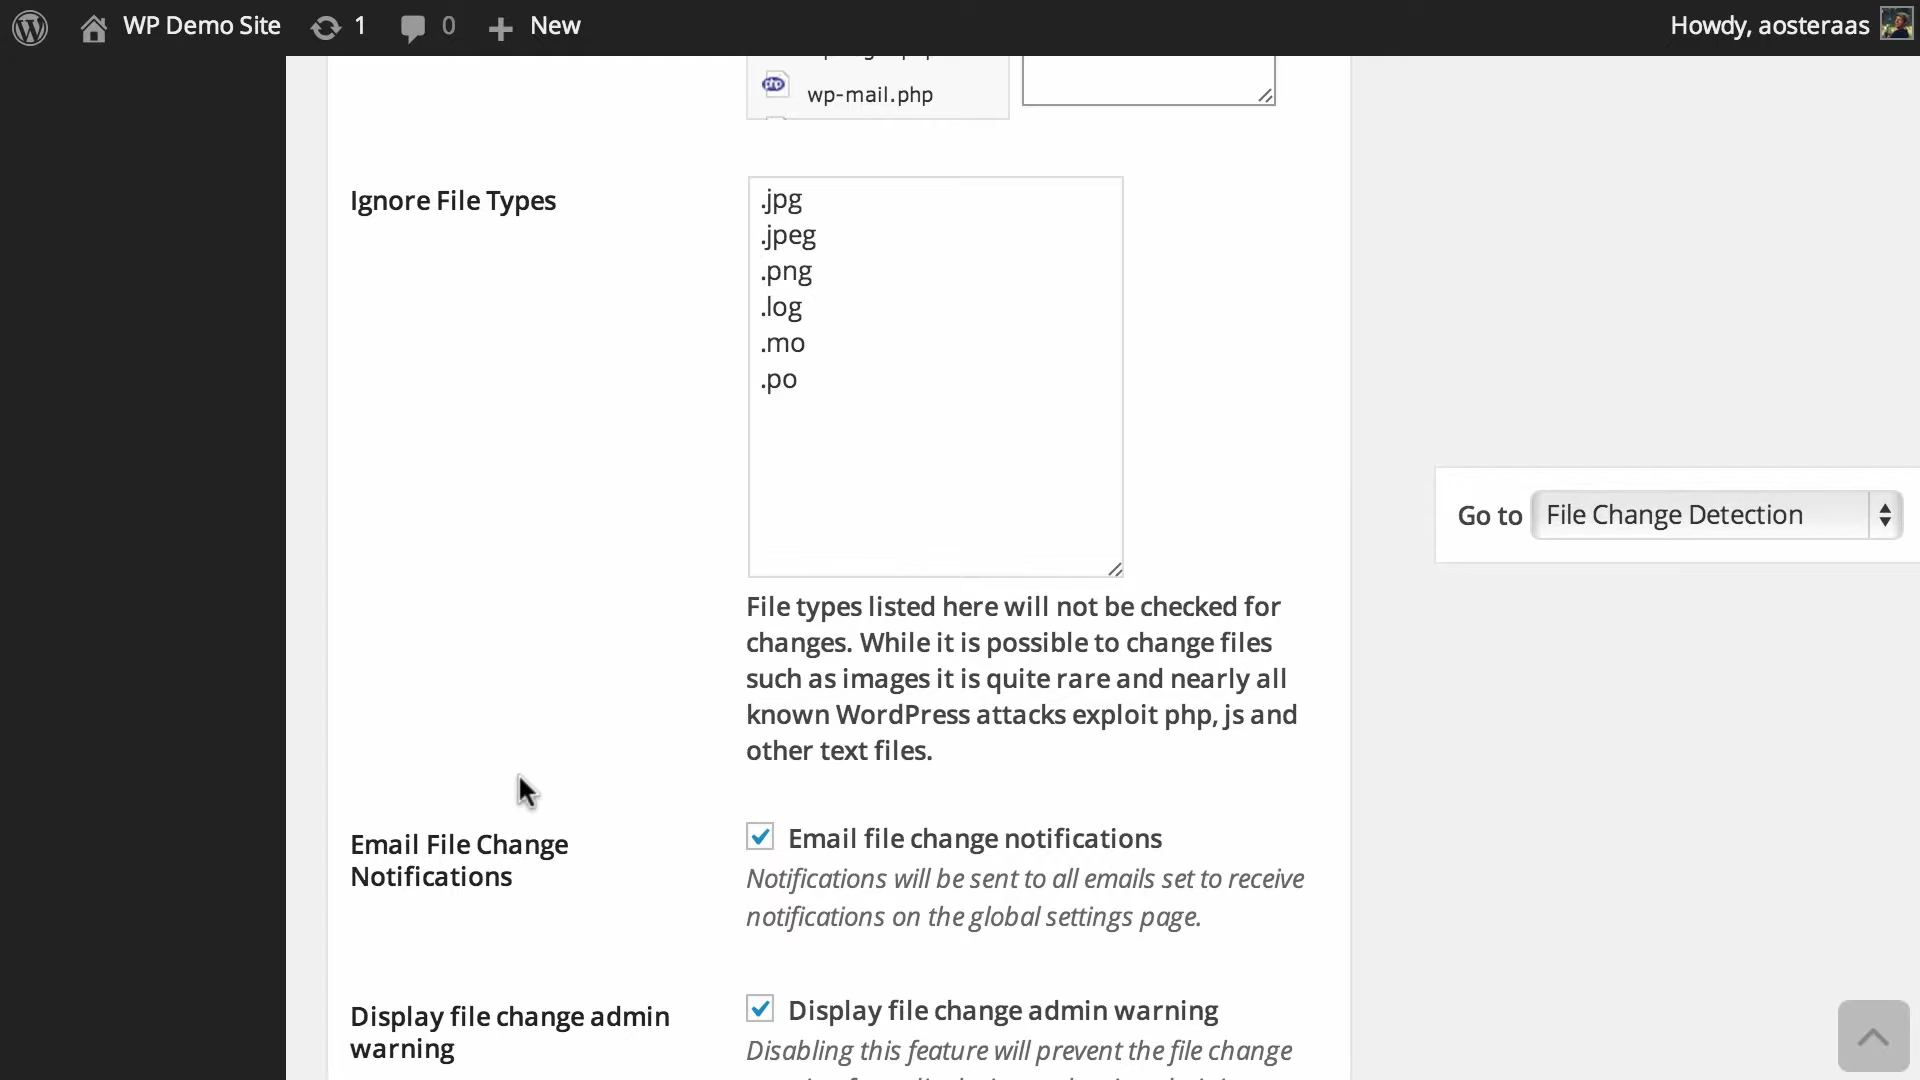 WP Demo Site 1 0 New Howdy, aosteraas
php wp-mail.php
Ignore File Types
.jpg
.jpeg
.png
.log
.mo
.po
Go to File Change Detection
File types listed here will not be checked for
changes. While it is possible to change files
such as images it is quite rare and nearly all
known WordPress attacks exploit php, js and
other text files.
Email File Change
Notifications
Email file change notifications
Notifications will be sent to all emails set to receive
notifications on the global settings page.
Display file change admin
warning
Display file change admin warning
Disabling this feature will prevent the file change